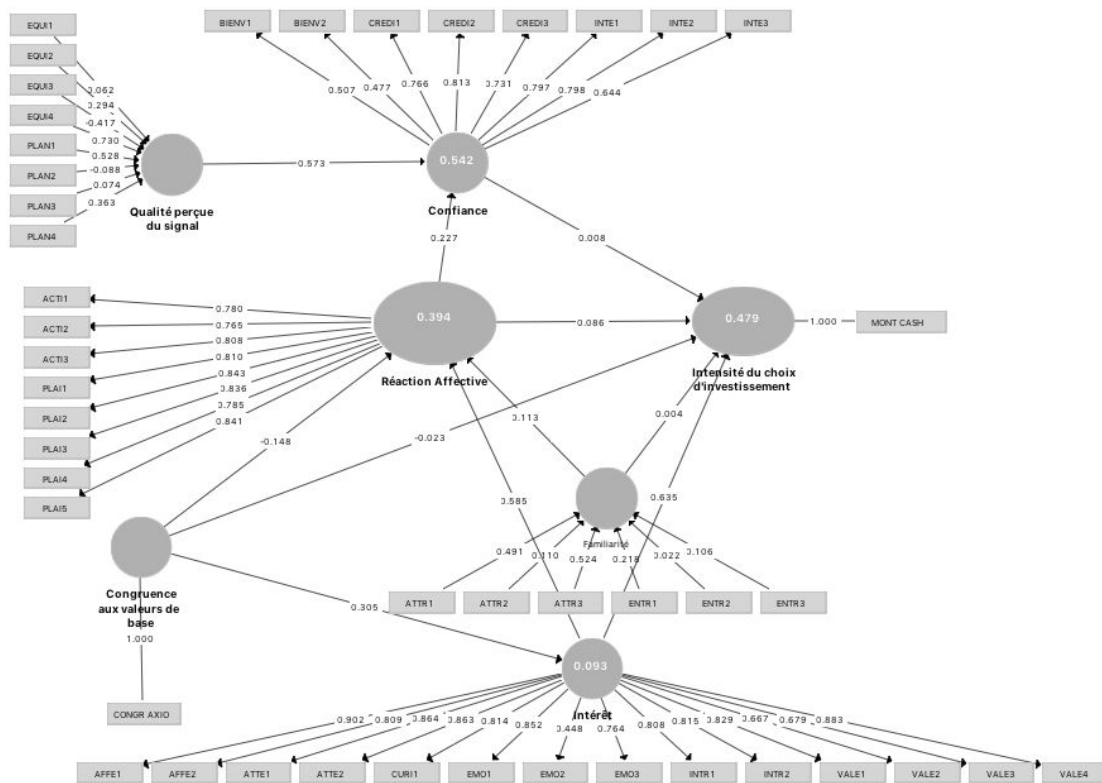 EQUI1
EQUI2
EQUI3
EQUI4
PLAN1
PLAN2
PLAN3
PLAN4
BIENV1
BIENV2
CREDI1
CREDI2
CREDI3
INTE1
INTE2
INTE3
0.507
0.477
0.766
0.813
0.731
0.797
0.798
0.644
0.062
0.294
-0.417
0.730
0.528
-0.088
0.074
0.363
Qualité perçue
du signal
0.573
0.542
Confiance
0.227
0.008
ACTI1
ACTI2
ACTI3
PLAI1
PLAI2
PLAI3
PLAI4
PLAI5
0.780
0.765
0.808
0.810
0.843
0.836
0.785
0.841
0.394
Réaction Affective
0.086
0.479
Intensité du choix
d'investissement
1.000
MONT CASH
-0.148
-0.023
0.113
0.004
0.585
0.635
Familiarité
0.491
0.110
0.524
0.218
0.022
0.106
ATTR1
ATTR2
ATTR3
ENTR1
ENTR2
ENTR3
Congruence
aux valeurs de
base
1.000
CONGR AXIO
0.305
0.093
Intérêt
0.902
0.809
0.864
0.863
0.814
0.852
0.448
0.764
0.808
0.815
0.829
0.667
0.679
0.883
AFFE1
AFFE2
ATTE1
ATTE2
CURI1
EMO1
EMO2
EMO3
INTR1
INTR2
VALE1
VALE2
VALE3
VALE4